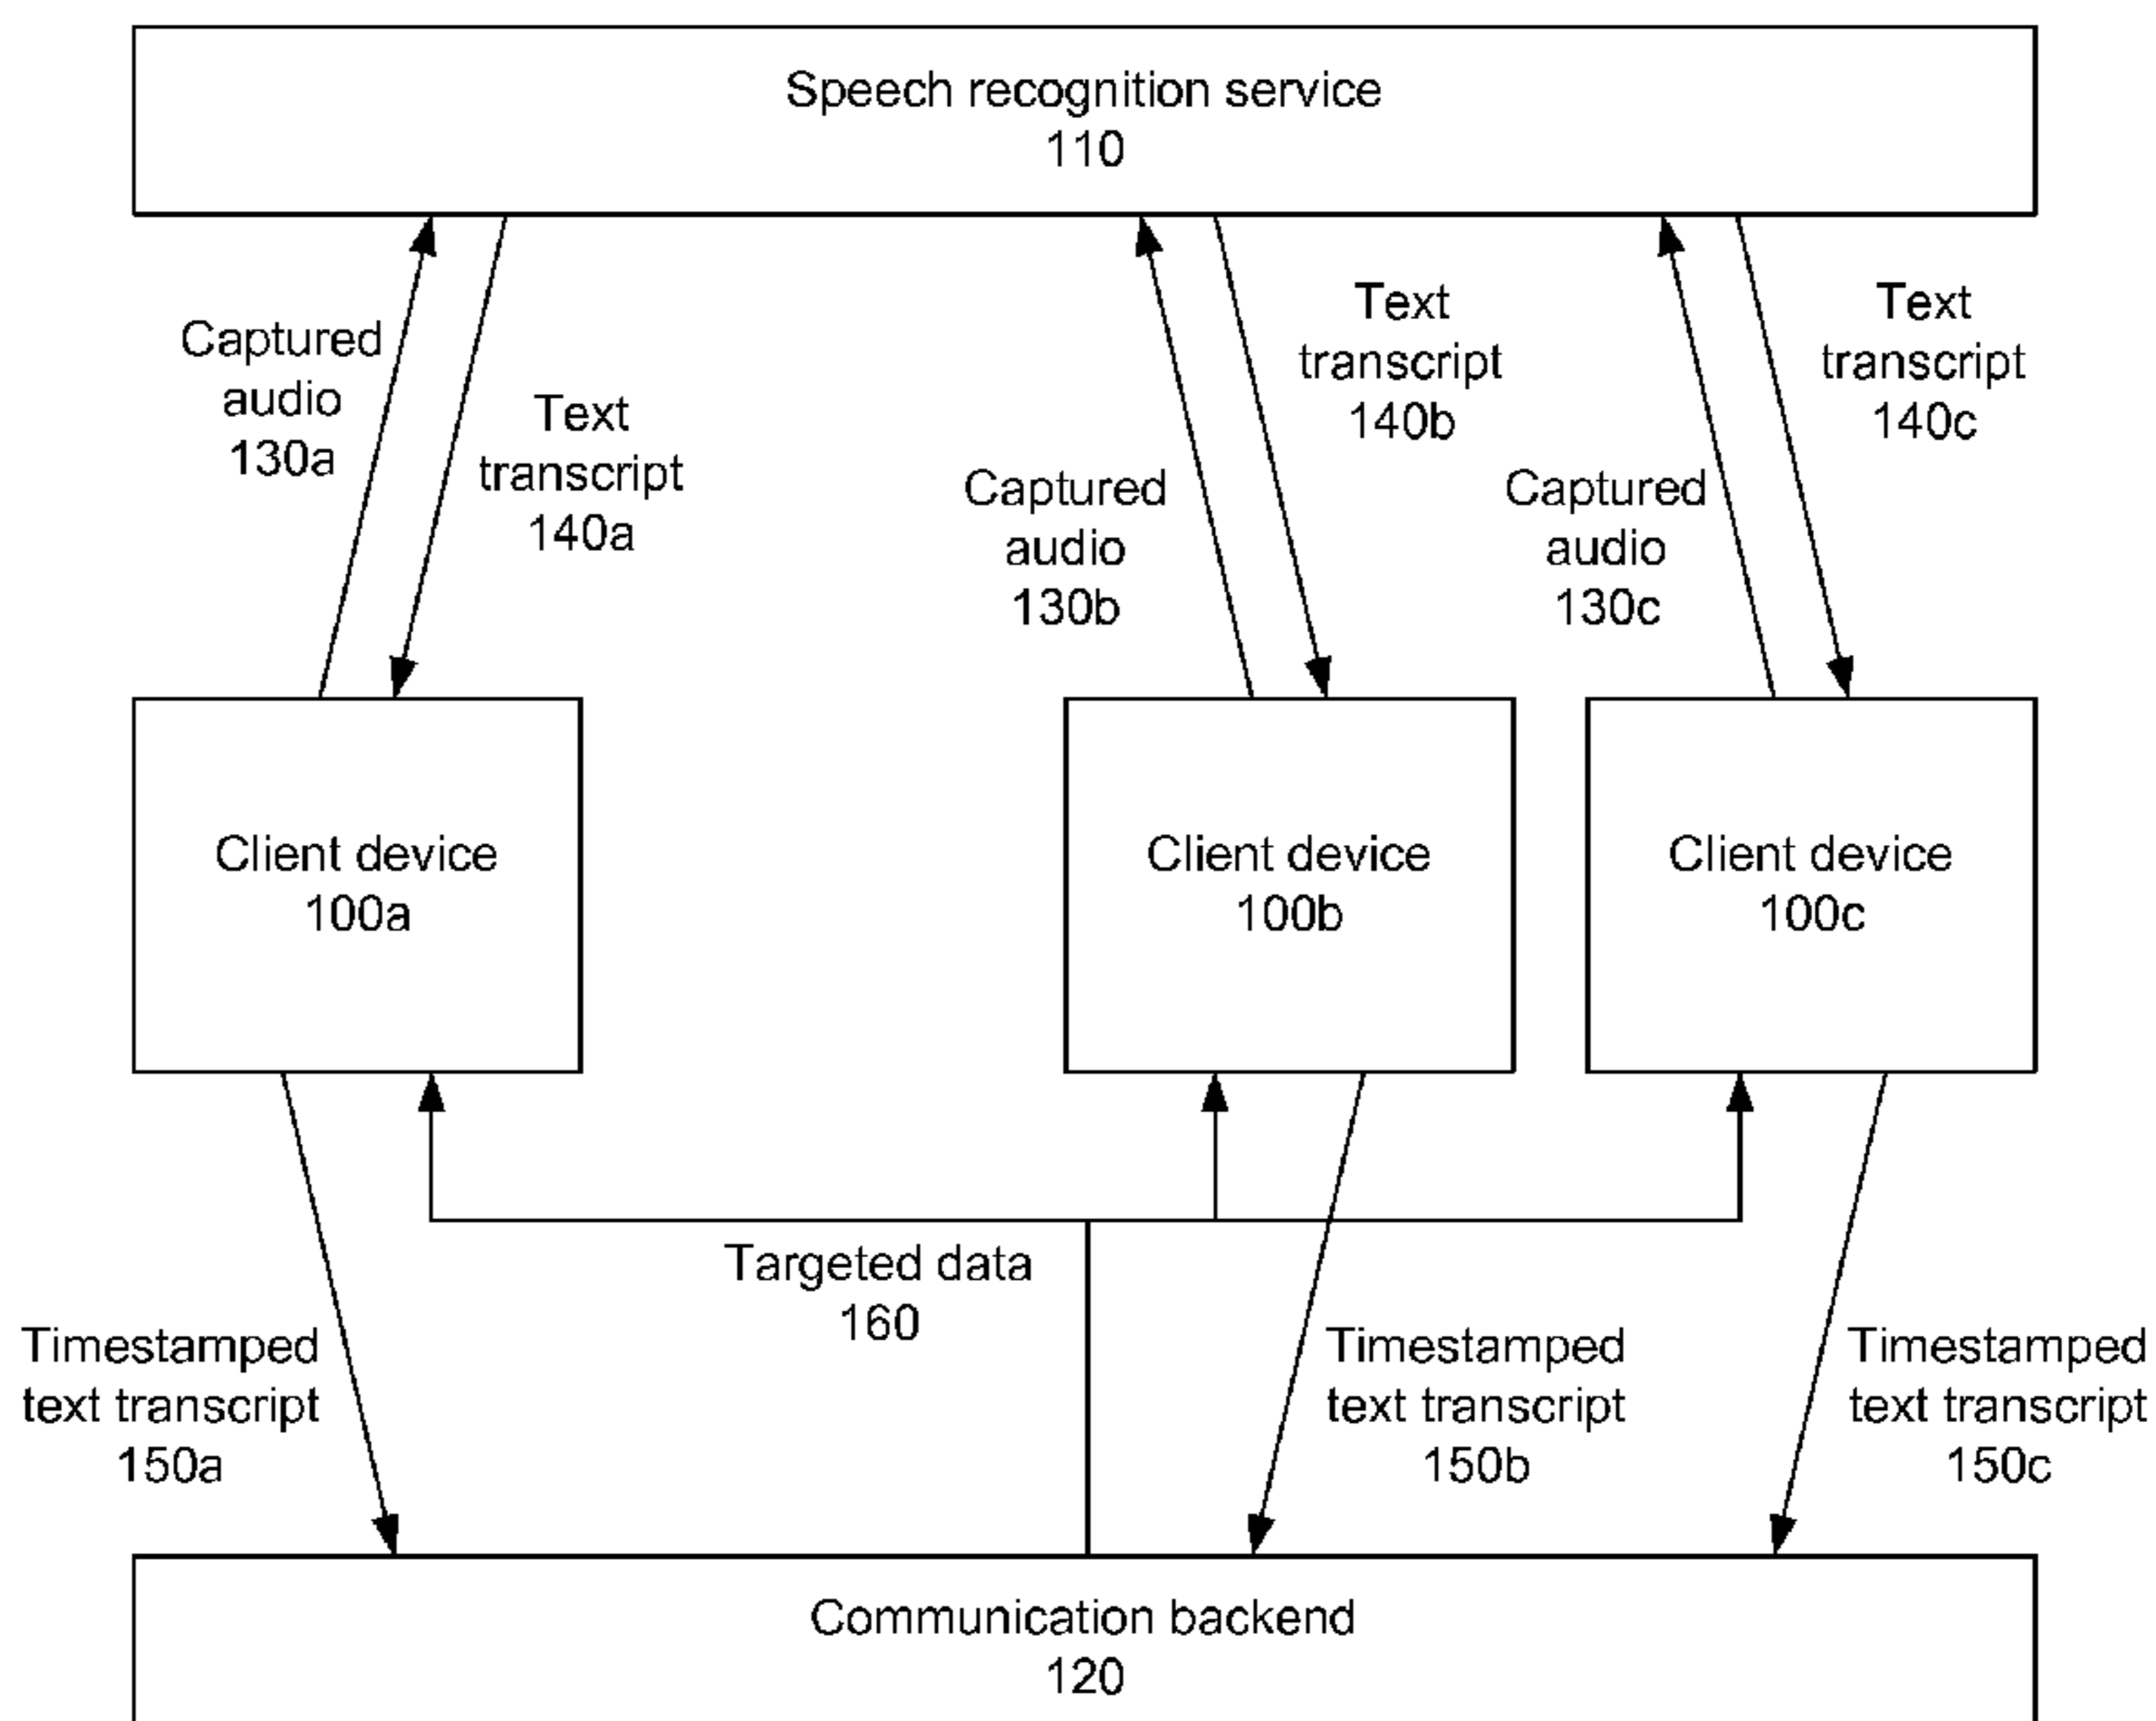 Speech recognition service
110
Captured
audio
130a
Text
transcript
140a
Captured
audio
130b
Text
transcript
140b
Captured
audio
130c
Text
transcript
140c
Client device
100a
Client device
100b
Client device
100c
Targeted data
160
Timestamped
text transcript
150a
Timestamped
text transcript
150b
Timestamped
text transcript
150c
Communication backend
120